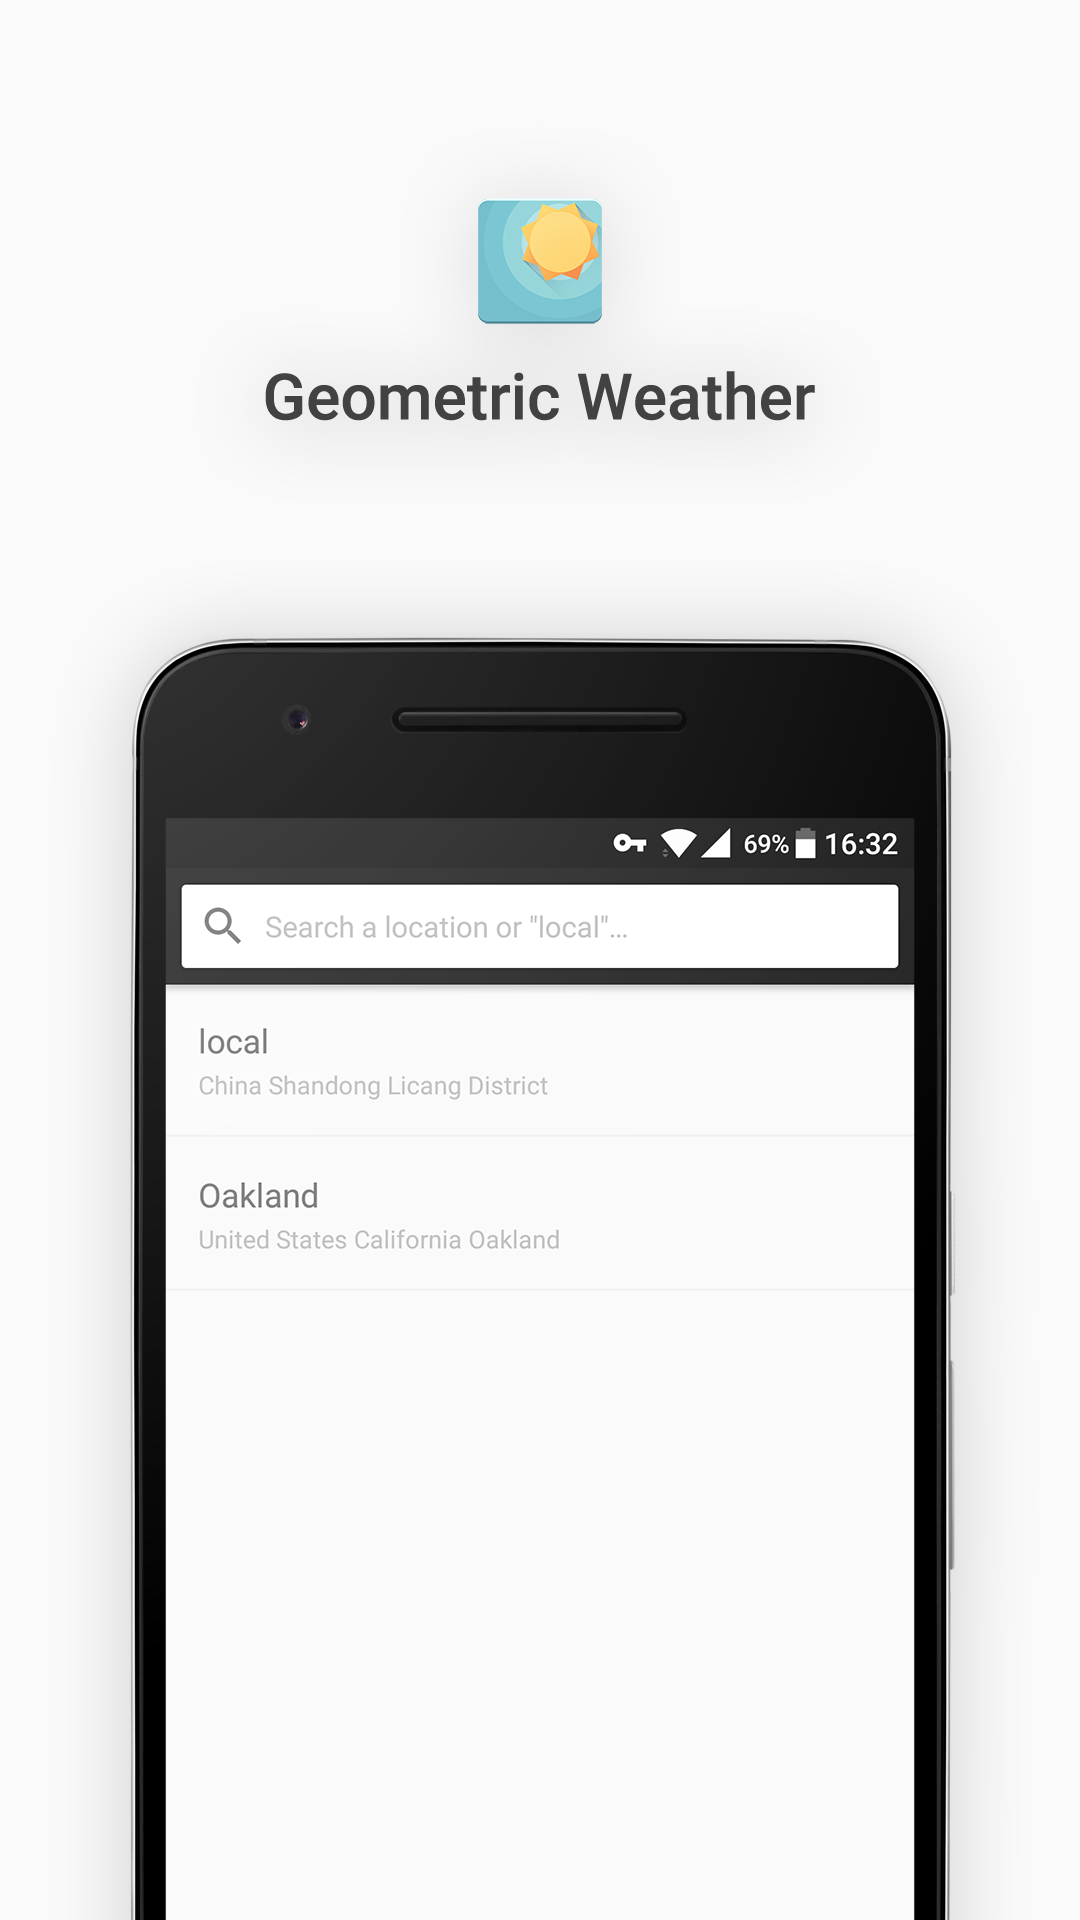 Geometric Weather
69% 16:32
Search a location or "local"...
local
China Shandong Licang District
Oakland
United States California Oakland